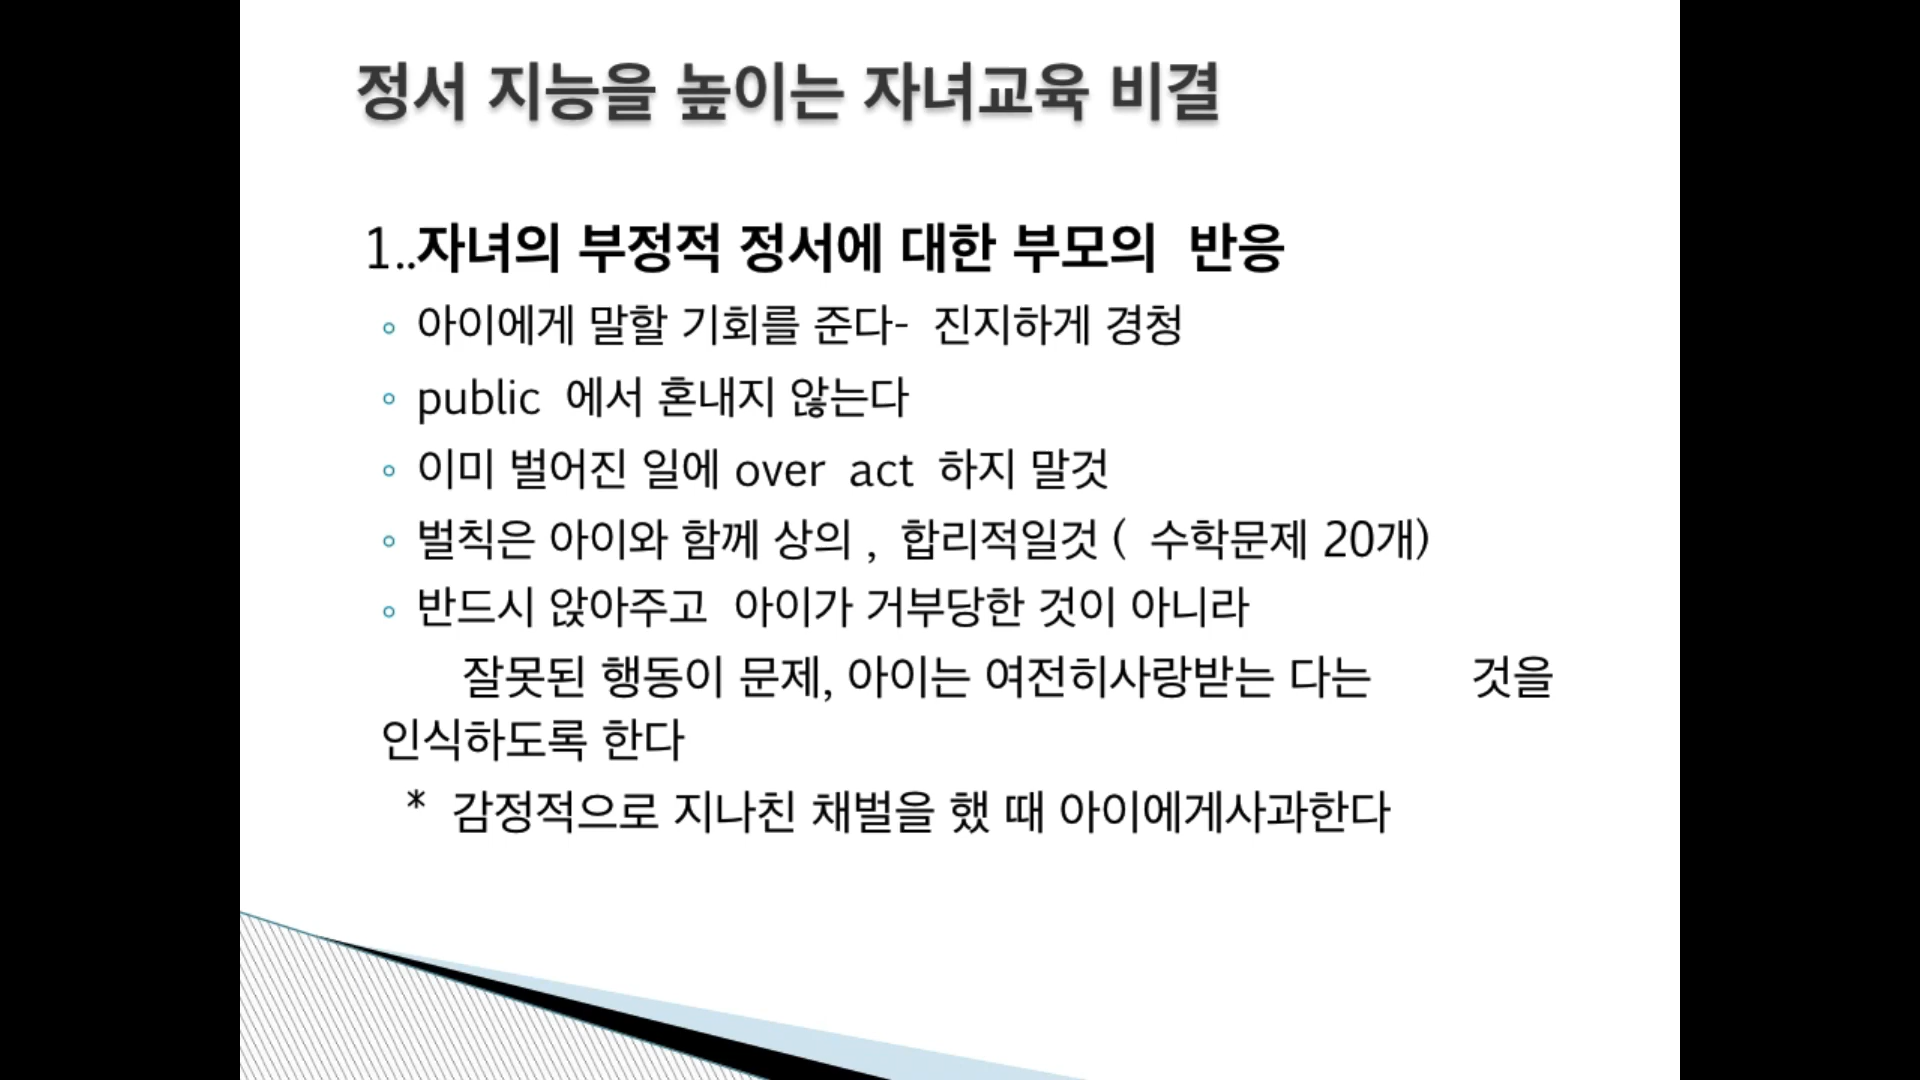 정서 지능을 높이는 자녀교육 비결
1..자녀의 부정적 정서에 대한 부모의 반응
◦ 아이에게 말할 기회를 준다- 진지하게 경청
◦ public 에서 혼내지 않는다
◦ 이미 벌어진 일에 over act 하지 말것
◦ 벌칙은 아이와 함께 상의 , 합리적일것 ( 수학문제 20개)
◦ 반드시 앉아주고 아이가 거부당한 것이 아니라
잘못된 행동이 문제, 아이는 여전히사랑받는 다는 것을
인식하도록 한다
* 감정적으로 지나친 채벌을 했 때 아이에게사과한다